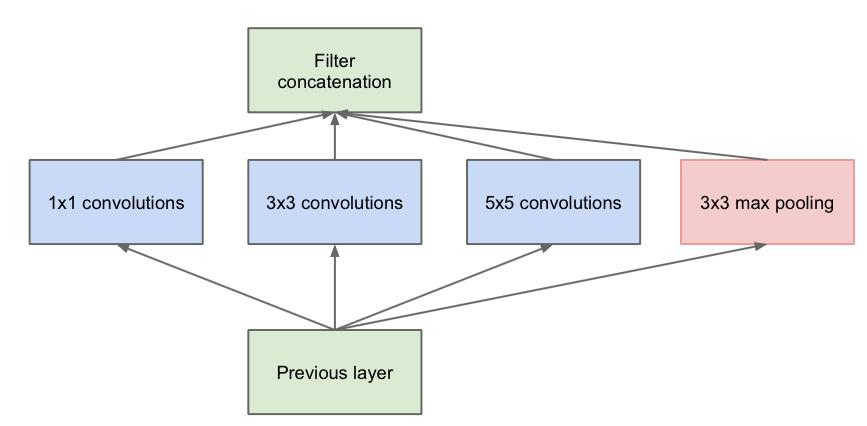 Filter
concatenation
1x1 convolutions
3x3 convolutions
5x5 convolutions
3x3 max pooling
Previous layer